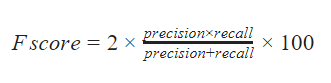 F score = 2 × precision×recall / precision+recall × 100